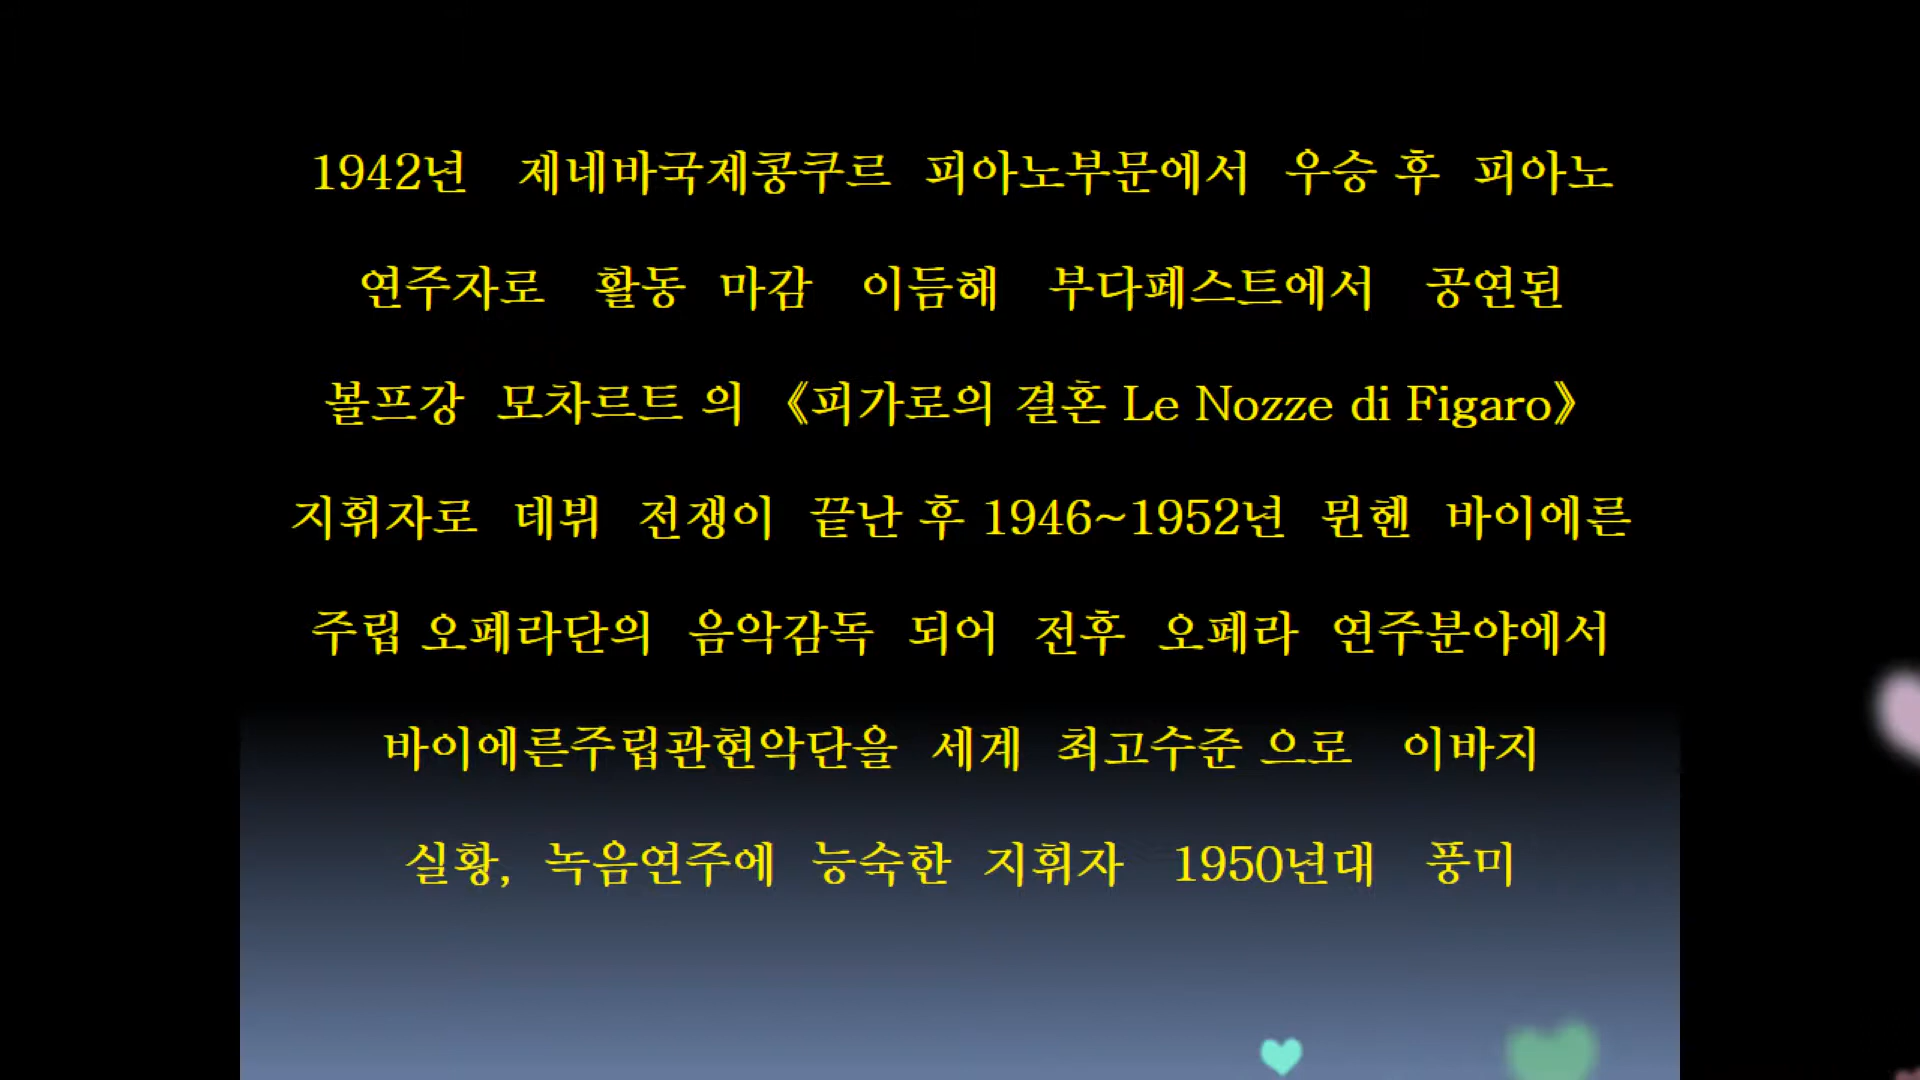 1942년 제네바국제콩쿠르 피아노부문에서 우승 후 피아노
연주자로 활동 마감 이듬해 부다페스트에서 공연된
볼프강 모차르트 의 《피가로의 결혼 Le Nozze di Figaro》
지휘자로 데뷔 전쟁이 끝난 후 1946~1952년 뮌헨 바이에른
주립 오페라단의 음악감독 되어 전후 오페라 연주분야에서
바이에른주립관현악단을 세계 최고수준 으로 이바지
실황, 녹음연주에 능숙한 지휘자 1950년대 풍미